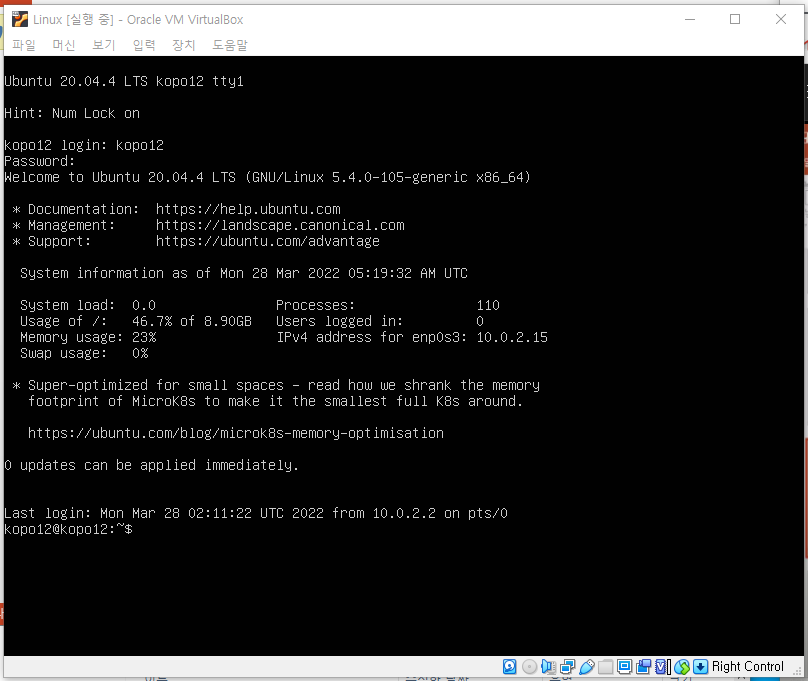 Linux [실행 중] - Oracle VM VirtualBox
파일 머신 보기 입력 장치 도움말
Ubuntu 20.04.4 LTS kopo12 tty1
Hint: Num Lock on
kopo12 login: kopo12
Password:
Welcome to Ubuntu 20.04.4 LTS (GNU/Linux 5.4.0-105-generic x86_64)
* Documentation: https://help.ubuntu.com
* Management: https://landscape.canonical.com
* Support: https://ubuntu.com/advantage
System information as of Mon 28 Mar 2022 05:19:32 AM UTC
System load: 0.0 Processes: 110
Usage of /: 46.7% of 8.90GB Users logged in: 0
Memory usage: 23% IPv4 address for enp0s3: 10.0.2.15
Swap usage: 0%
* Super-optimized for small spaces - read how we shrank the memory
footprint of MicroK8s to make it the smallest full K8s around.
https://ubuntu.com/blog/microk8s-memory-optimisation
0 updates can be applied immediately.
Last login: Mon Mar 28 02:11:22 UTC 2022 from 10.0.2.2 on pts/0
kopo12@kopo12:~$
Right Control